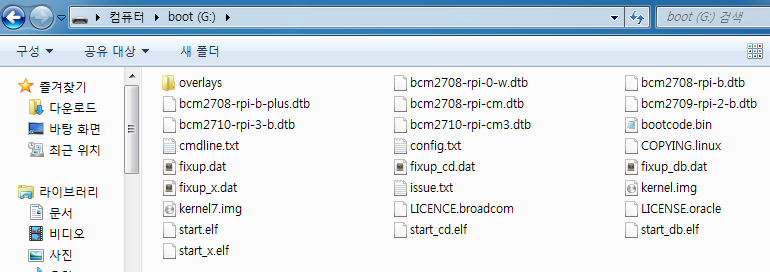 컴퓨터 ▸ boot (G:) ▸ boot (G:) 검색
구성 공유 대상 새 폴더
즐겨찾기
다운로드
바탕 화면
최근 위치
라이브러리
문서
비디오
사진
overlays bcm2708-rpi-0-w.dtb bcm2708-rpi-b.dtb
bcm2708-rpi-b-plus.dtb bcm2708-rpi-cm.dtb bcm2709-rpi-2-b.dtb
bcm2710-rpi-3-b.dtb bcm2710-rpi-cm3.dtb bootcode.bin
cmdline.txt config.txt COPYING.linux
fixup.dat fixup_cd.dat fixup_db.dat
fixup_x.dat issue.txt kernel.img
kernel7.img LICENCE.broadcom LICENSE.oracle
start.elf start_cd.elf start_db.elf
start_x.elf